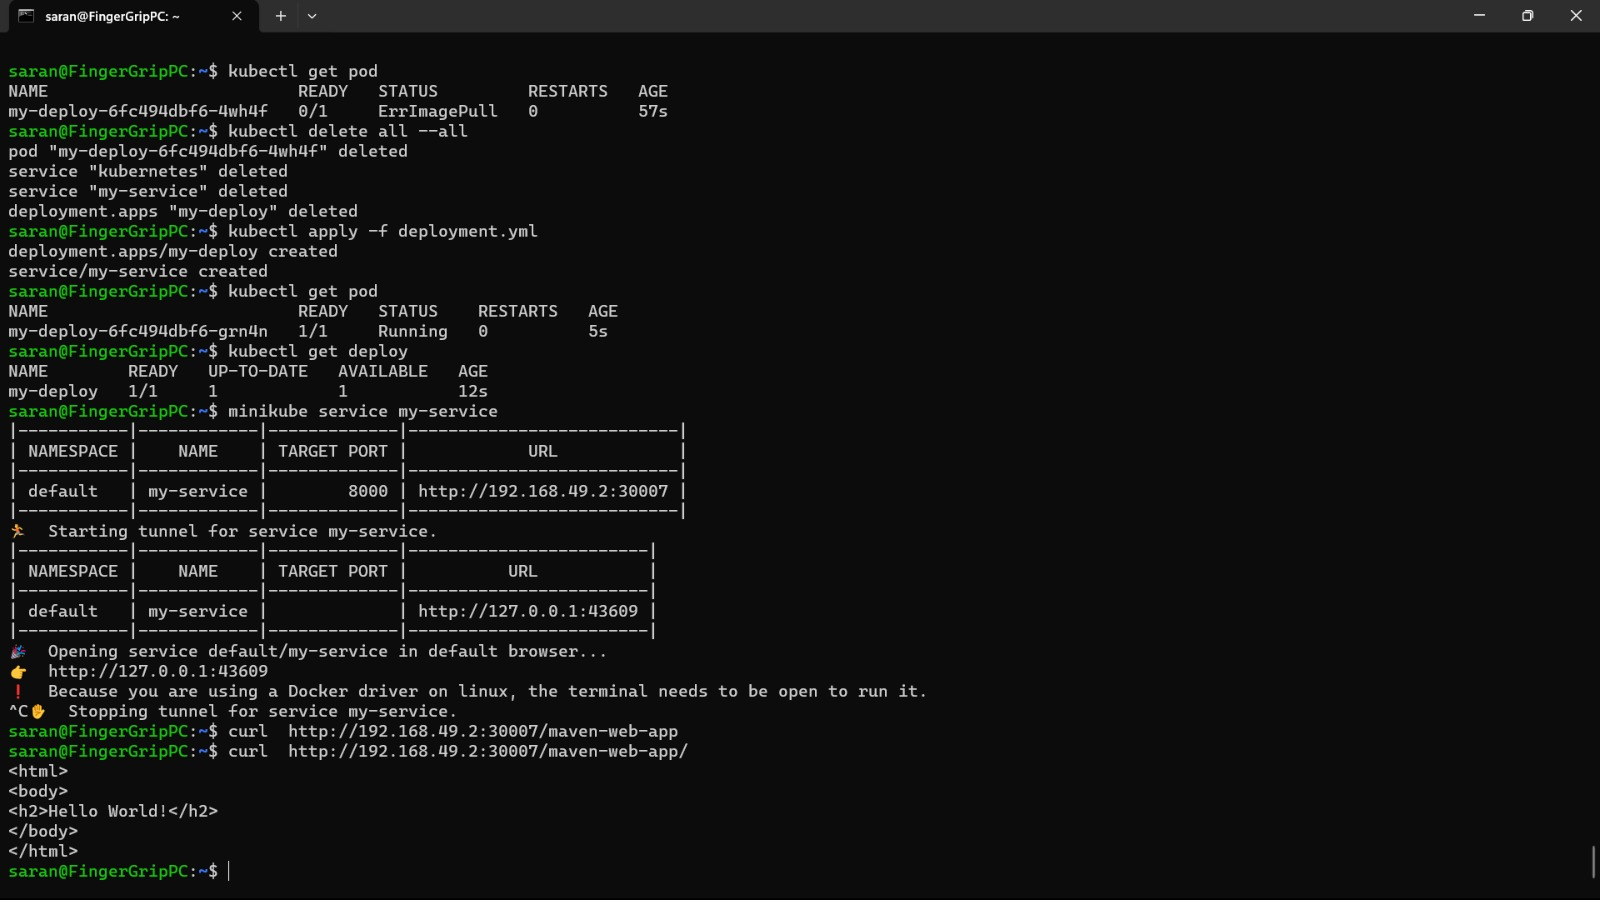 saran@FingerGripPC: ~
saran@FingerGripPC:~$ kubectl get pod
NAME                         READY   STATUS         RESTARTS   AGE
my-deploy-6fc494dbf6-4wh4f   0/1     ErrImagePull   0          57s
saran@FingerGripPC:~$ kubectl delete all --all
pod "my-deploy-6fc494dbf6-4wh4f" deleted
service "kubernetes" deleted
service "my-service" deleted
deployment.apps "my-deploy" deleted
saran@FingerGripPC:~$ kubectl apply -f deployment.yml
deployment.apps/my-deploy created
service/my-service created
saran@FingerGripPC:~$ kubectl get pod
NAME                         READY   STATUS    RESTARTS   AGE
my-deploy-6fc494dbf6-grn4n   1/1     Running   0          5s
saran@FingerGripPC:~$ kubectl get deploy
NAME        READY   UP-TO-DATE   AVAILABLE   AGE
my-deploy   1/1     1            1           12s
saran@FingerGripPC:~$ minikube service my-service
|-----------|------------|-------------|---------------------------|
| NAMESPACE |    NAME    | TARGET PORT |            URL            |
|-----------|------------|-------------|---------------------------|
| default   | my-service |        8000 | http://192.168.49.2:30007 |
|-----------|------------|-------------|---------------------------|
🏃  Starting tunnel for service my-service.
|-----------|------------|-------------|------------------------|
| NAMESPACE |    NAME    | TARGET PORT |          URL           |
|-----------|------------|-------------|------------------------|
| default   | my-service |             | http://127.0.0.1:43609 |
|-----------|------------|-------------|------------------------|
🎉  Opening service default/my-service in default browser...
👉  http://127.0.0.1:43609
❗  Because you are using a Docker driver on linux, the terminal needs to be open to run it.
^C✋  Stopping tunnel for service my-service.
saran@FingerGripPC:~$ curl  http://192.168.49.2:30007/maven-web-app
saran@FingerGripPC:~$ curl  http://192.168.49.2:30007/maven-web-app/
<html>
<body>
<h2>Hello World!</h2>
</body>
</html>
saran@FingerGripPC:~$